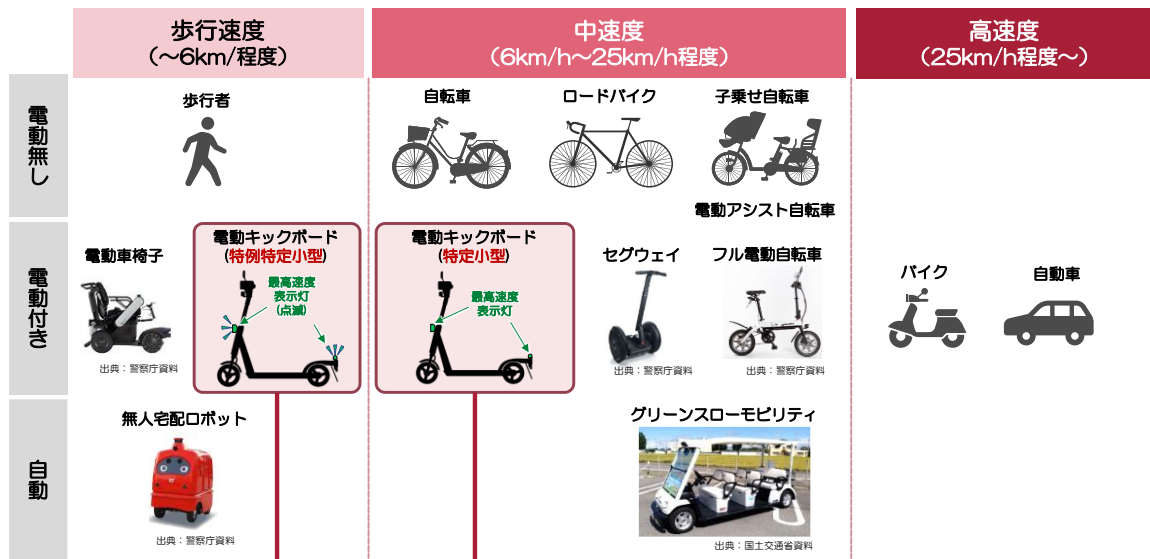 歩行速度
(～6km/程度)
中速度
(6km/h～25km/h程度)
高速度
(25km/h程度～)
電動無し
歩行者
自転車
ロードバイク
子乗せ自転車
電動アシスト自転車
電動付き
電動車椅子
出典：警察庁資料
電動キックボード
(特例特定小型)
最高速度
表示灯
(点滅)
電動キックボード
(特定小型)
最高速度
表示灯
セグウェイ
出典：警察庁資料
フル電動自転車
出典：警察庁資料
バイク
自動車
自動
無人宅配ロボット
出典：警察庁資料
グリーンスローモビリティ
出典：国土交通省資料